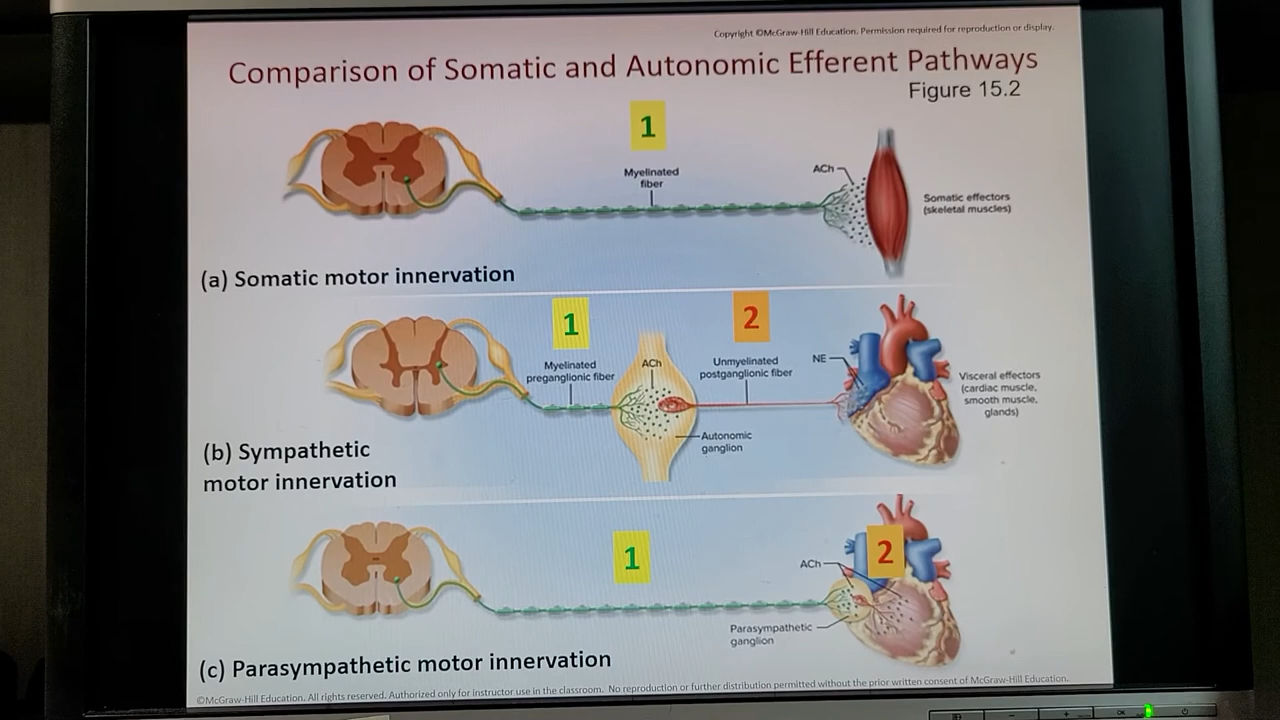 Copyright ©McGraw-Hill Education. Permission required for reproduction or display.
Comparison of Somatic and Autonomic Efferent Pathways
Figure 15.2
1
Myelinated
fiber
ACh
Somatic effectors
(skeletal muscles)
(a) Somatic motor innervation
1
2
Myelinated
preganglionic fiber
ACh
Unmyelinated
postganglionic fiber
NE
Visceral effectors
(cardiac muscle,
smooth muscle,
glands)
Autonomic
ganglion
(b) Sympathetic
motor innervation
1
2
ACh
Parasympathetic
ganglion
(c) Parasympathetic motor innervation
©McGraw-Hill Education. All rights reserved. Authorized only for instructor use in the classroom. No reproduction or further distribution permitted without the prior written consent of McGraw-Hill Education.